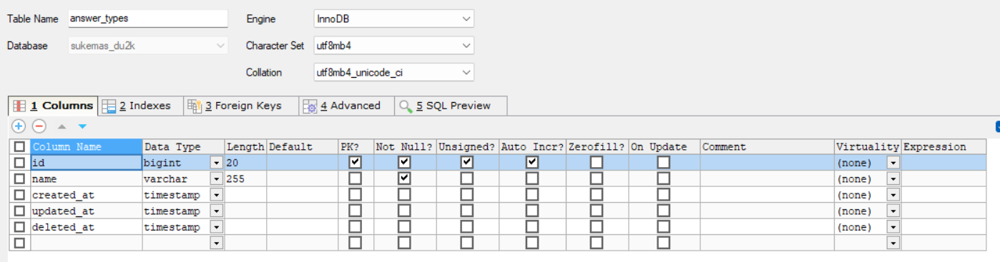 Table Name answer_types Engine InnoDB
Database sukemas_du2k Character Set utf8mb4
Collation utf8mb4_unicode_ci
1 Columns 2 Indexes 3 Foreign Keys 4 Advanced 5 SQL Preview
Column Name Data Type Length Default PK? Not Null? Unsigned? Auto Incr? Zerofill? On Update Comment Virtuality Expression
id bigint 20 (none)
name varchar 255 (none)
created_at timestamp (none)
updated_at timestamp (none)
deleted_at timestamp (none)